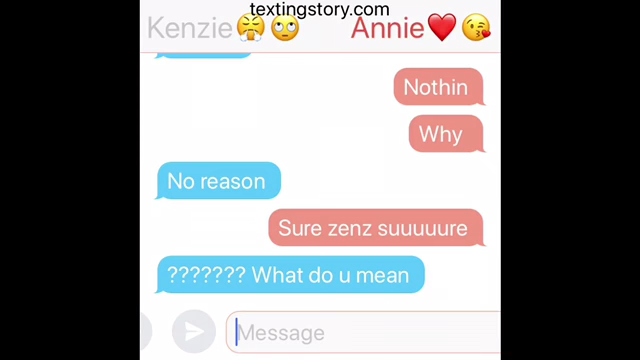 textingstory.com
Kenzie😤🙄 Annie❤️😘
Nothin
Why
No reason
Sure zenz suuuuure
??????? What do u mean
Message